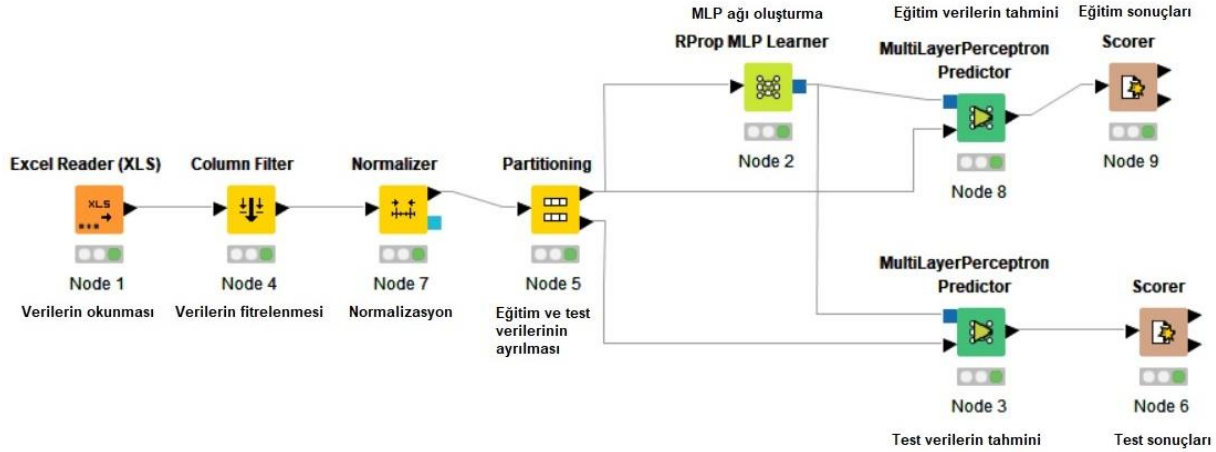 MLP ağı oluşturma
Eğitim verilerin tahmini
Eğitim sonuçları
RProp MLP Learner
MultiLayerPerceptron
Predictor
Scorer
Node 2
Node 8
Node 9
Excel Reader (XLS)
Column Filter
Normalizer
Partitioning
XLS
Node 1
Node 4
Node 7
Node 5
Verilerin okunması
Verilerin fitrelenmesi
Normalizasyon
Eğitim ve test
verilerinin
ayrılması
MultiLayerPerceptron
Predictor
Scorer
Node 3
Node 6
Test verilerin tahmini
Test sonuçları